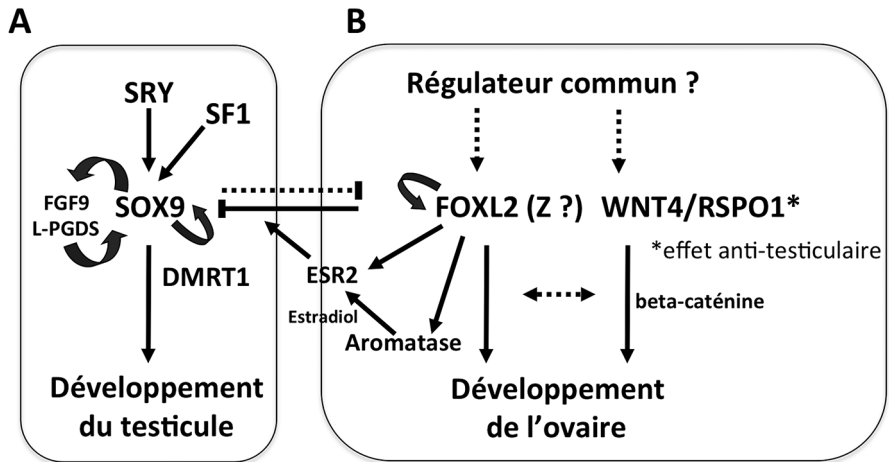 A
SRY
SF1
FGF9
L-PGDS
SOX9
DMRT1
Développement
du testicule
B
Régulateur commun ?
FOXL2 (Z ?)
WNT4/RSPO1*
*effet anti-testiculaire
ESR2
Estradiol
Aromatase
beta-caténine
Développement
de l'ovaire